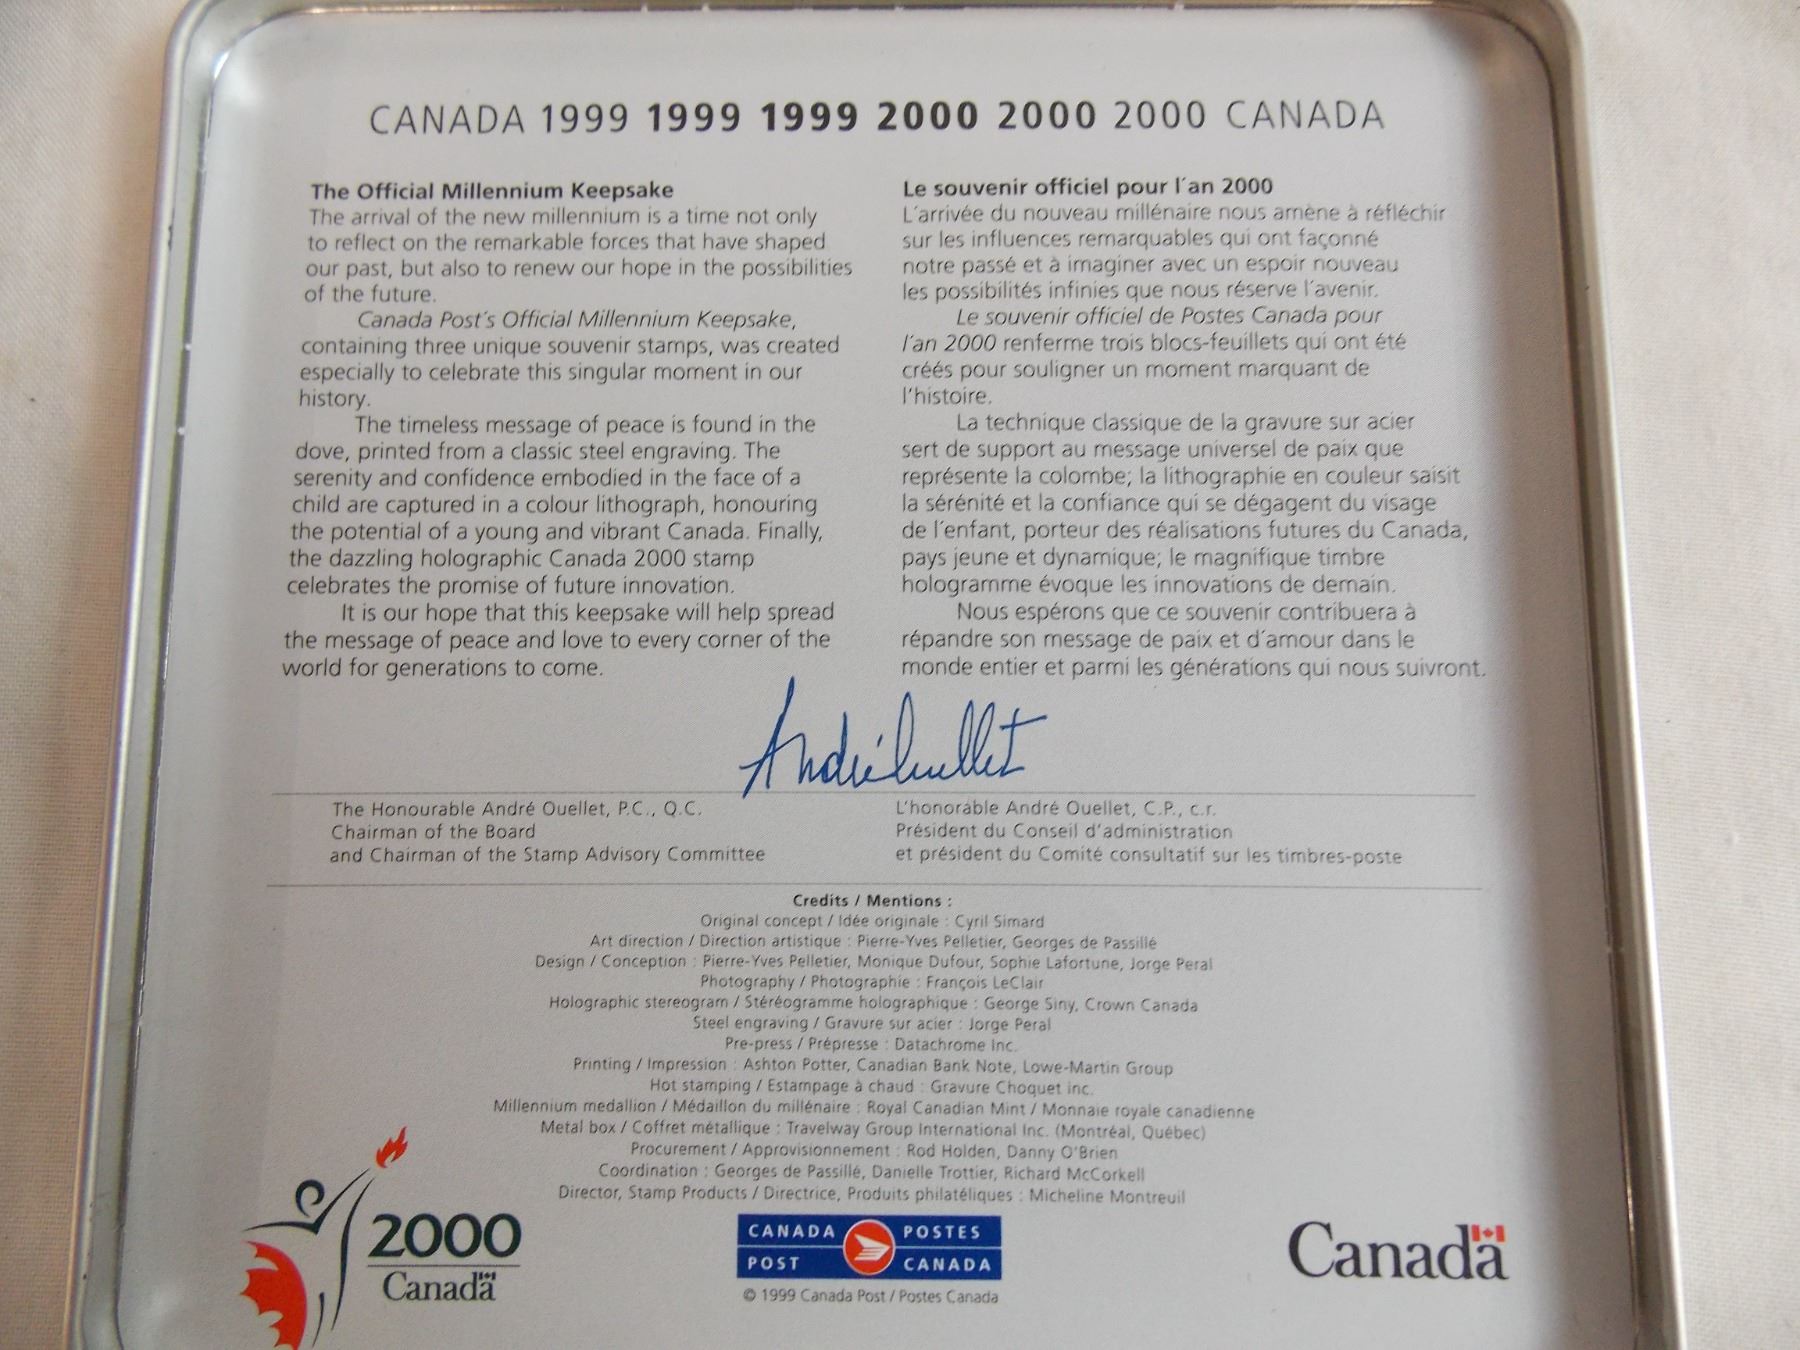 CANADA 1999 1999 1999 2000 2000 2000 CANADA
The Official Millennium Keepsake
The arrival of the new millennium is a time not only
to reflect on the remarkable forces that have shaped
our past, but also to renew our hope in the possibilities
of the future.
Canada Post's Official Millennium Keepsake,
containing three unique souvenir stamps, was created
especially to celebrate this singular moment in our
history.
The timeless message of peace is found in the
dove, printed from a classic steel engraving. The
serenity and confidence embodied in the face of a
child are captured in a colour lithograph, honouring
the potential of a young and vibrant Canada. Finally,
the dazzling holographic Canada 2000 stamp
celebrates the promise of future innovation.
It is our hope that this keepsake will help spread
the message of peace and love to every corner of the
world for generations to come.
Le souvenir officiel pour l'an 2000
L'arrivée du nouveau millénaire nous amène à réfléchir
sur les influences remarquables qui ont façonné
notre passé et à imaginer avec un espoir nouveau
les possibilités infinies que nous réserve l'avenir.
Le souvenir officiel de Postes Canada pour
l'an 2000 renferme trois blocs-feuillets qui ont été
créés pour souligner un moment marquant de
l'histoire.
La technique classique de la gravure sur acier
sert de support au message universel de paix que
représente la colombe; la lithographie en couleur saisit
la sérénité et la confiance qui se dégagent du visage
de l'enfant, porteur des réalisations futures du Canada,
pays jeune et dynamique; le magnifique timbre
hologramme évoque les innovations de demain.
Nous espérons que ce souvenir contribuera à
répandre son message de paix et d'amour dans le
monde entier et parmi les générations qui nous suivront.
André Ouellet
The Honourable André Ouellet, P.C., Q.C.
Chairman of the Board
and Chairman of the Stamp Advisory Committee
L'honorable André Ouellet, C.P., c.r.
Président du Conseil d'administration
et président du Comité consultatif sur les timbres-poste
Credits / Mentions :
Original concept / Idée originale : Cyril Simard
Art direction / Direction artistique : Pierre-Yves Pelletier, Georges de Passillé
Design / Conception : Pierre-Yves Pelletier, Monique Dufour, Sophie Lafortune, Jorge Peral
Photography / Photographie : François LeClair
Holographic stereogram / Stéréogramme holographique : George Siny, Crown Canada
Steel engraving / Gravure sur acier : Jorge Peral
Pre-press / Prépresse : Datachrome Inc.
Printing / Impression : Ashton Potter, Canadian Bank Note, Lowe-Martin Group
Hot stamping / Estampage à chaud : Gravure Choquet inc.
Millennium medallion / Médaillon du millénaire : Royal Canadian Mint / Monnaie royale canadienne
Metal box / Coffret métallique : Travelway Group International Inc. (Montréal, Québec)
Procurement / Approvisionnement : Rod Holden, Danny O'Brien
Coordination : Georges de Passillé, Danielle Trottier, Richard McCorkell
Director, Stamp Products / Directrice, Produits philatéliques : Micheline Montreuil
2000
Canada
CANADA POSTES
POST CANADA
© 1999 Canada Post / Postes Canada
Canada